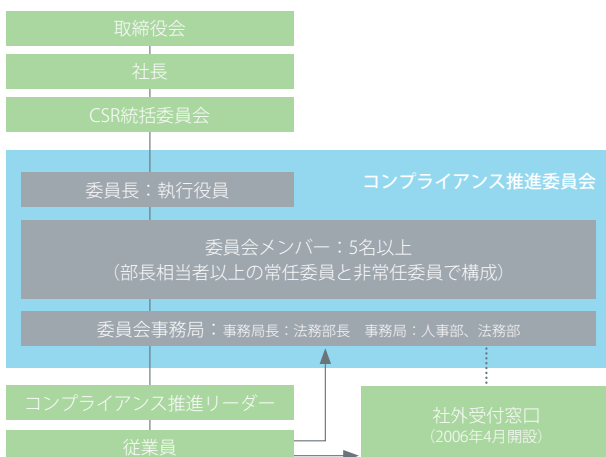 取締役会
社長
CSR統括委員会
コンプライアンス推進委員会
委員長：執行役員
委員会メンバー：5名以上
（部長相当者以上の常任委員と非常任委員で構成）
委員会事務局：事務局長：法務部長　事務局：人事部、法務部
コンプライアンス推進リーダー
従業員
社外受付窓口
（2006年4月開設）